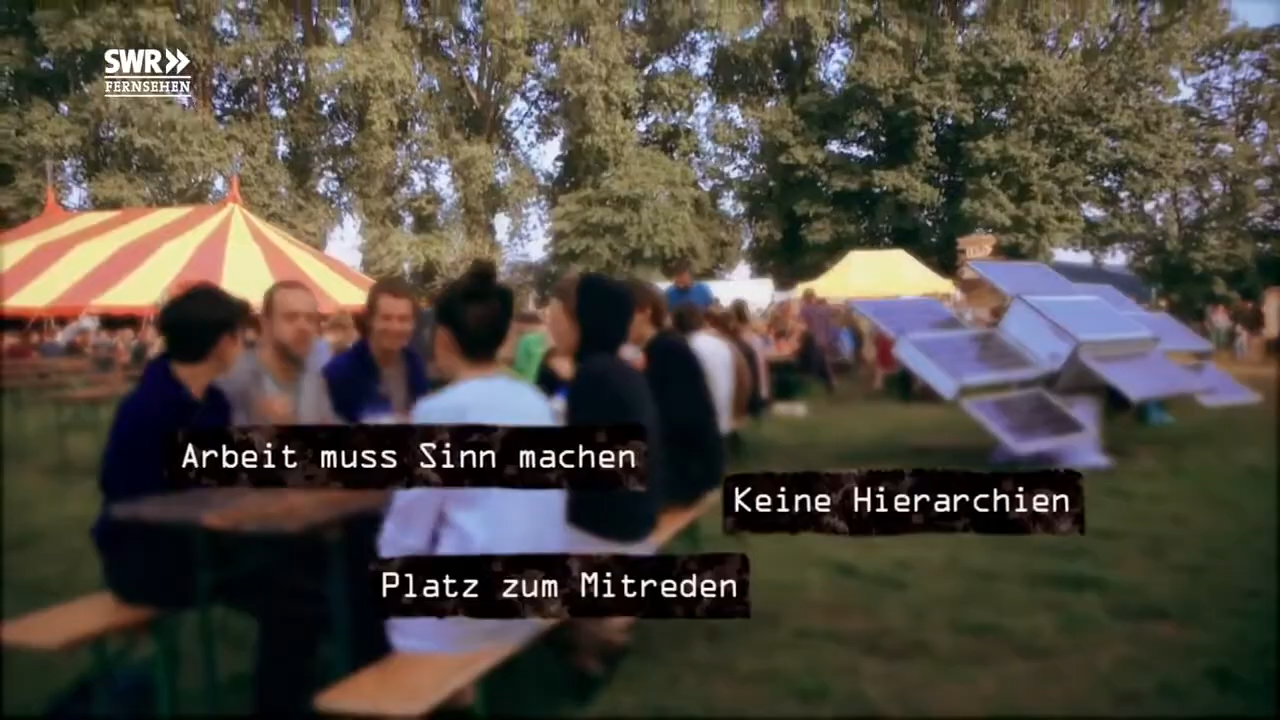 SWR
FERNSEHEN
Arbeit muss Sinn machen
Keine Hierarchien
Platz zum Mitreden